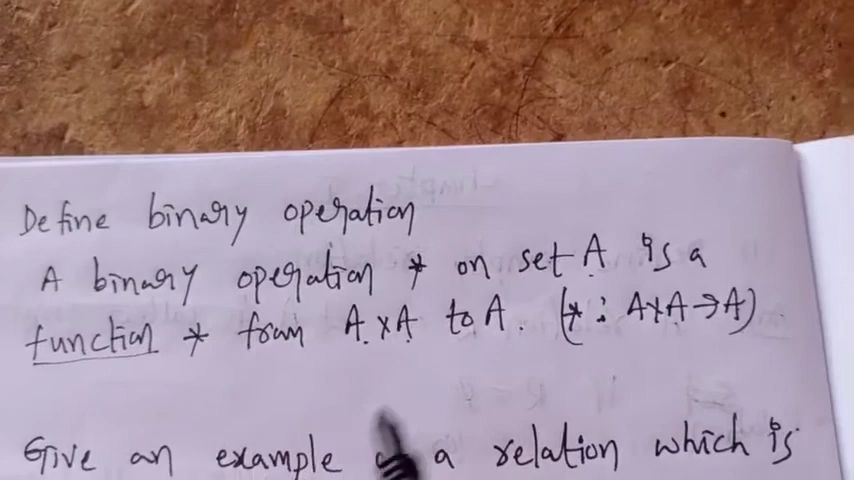 Define binary operation
A binary operation * on set A is a
function * from A×A to A. (* : A×A→A)
Give an example a relation which is